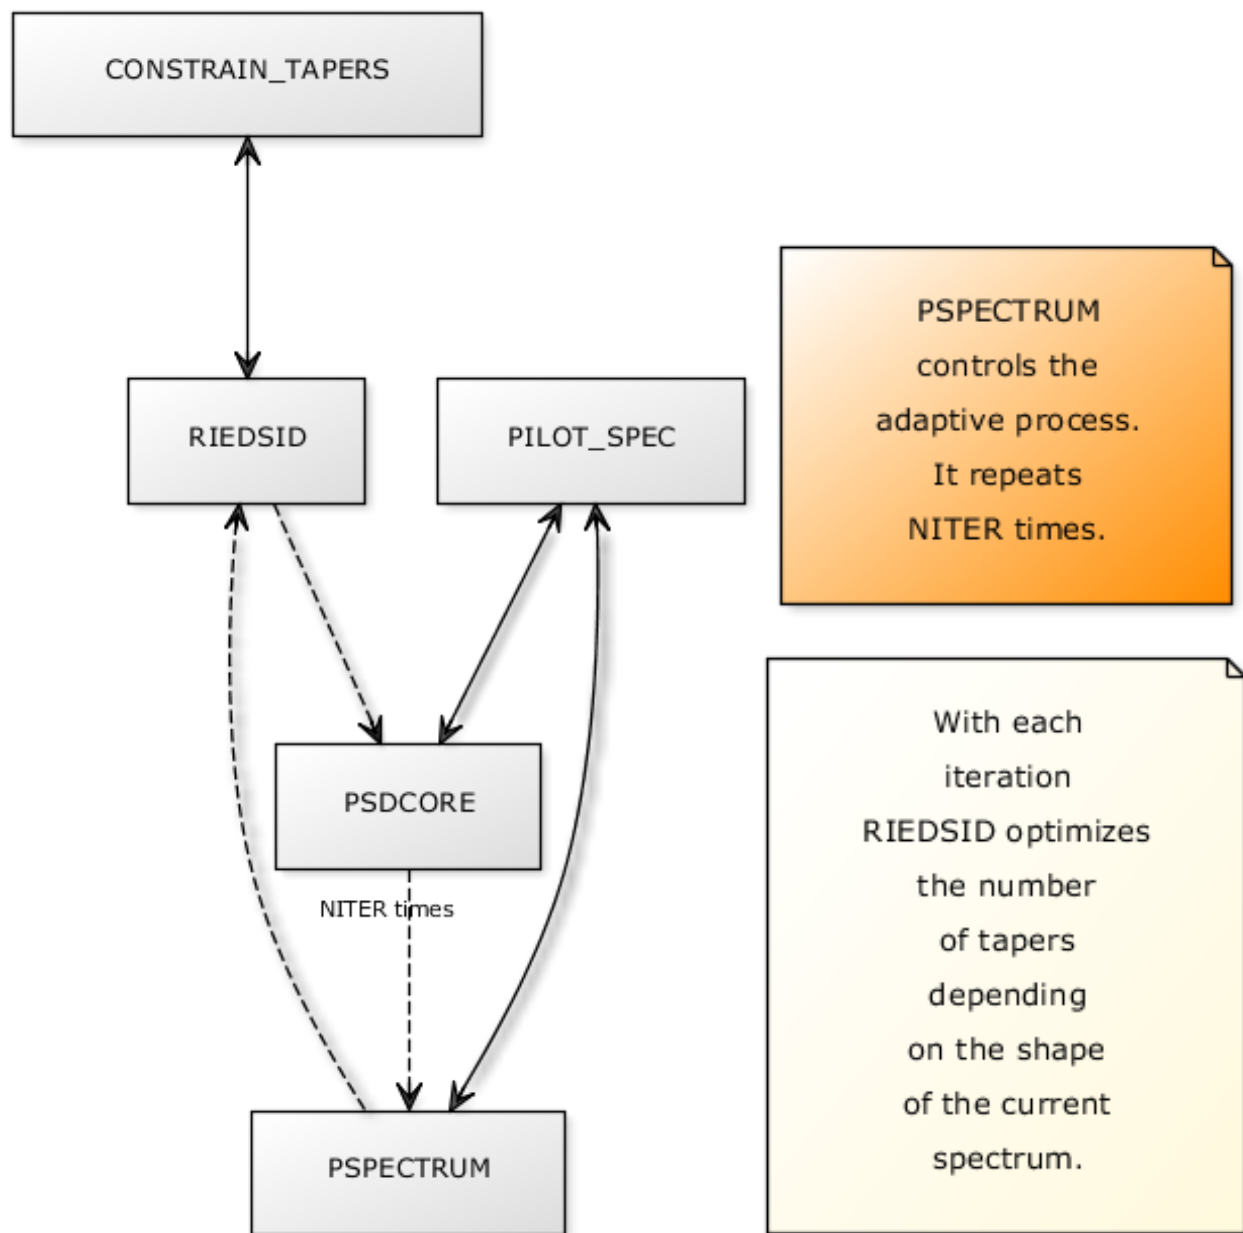 CONSTRAIN_TAPERS
RIEDSID
PILOT_SPEC
PSDCORE
NITER times
PSPECTRUM
PSPECTRUM
controls the
adaptive process.
It repeats
NITER times.
With each
iteration
RIEDSID optimizes
the number
of tapers
depending
on the shape
of the current
spectrum.